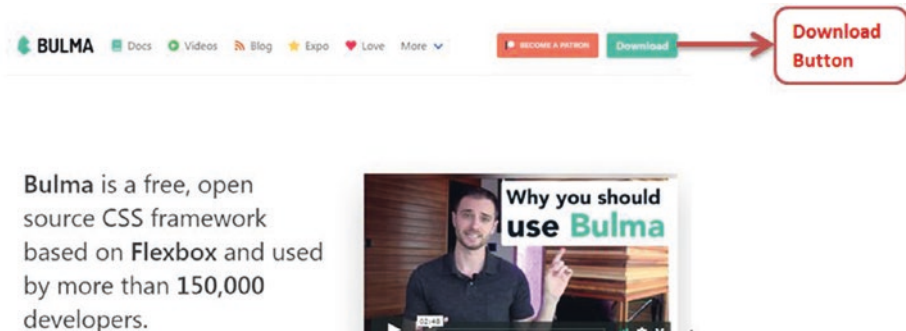 BULMA Docs Videos Blog Expo Love More BECOME A PATRON Download
Download
Button
Bulma is a free, open
source CSS framework
based on Flexbox and used
by more than 150,000
developers.
Why you should
use Bulma
02:48